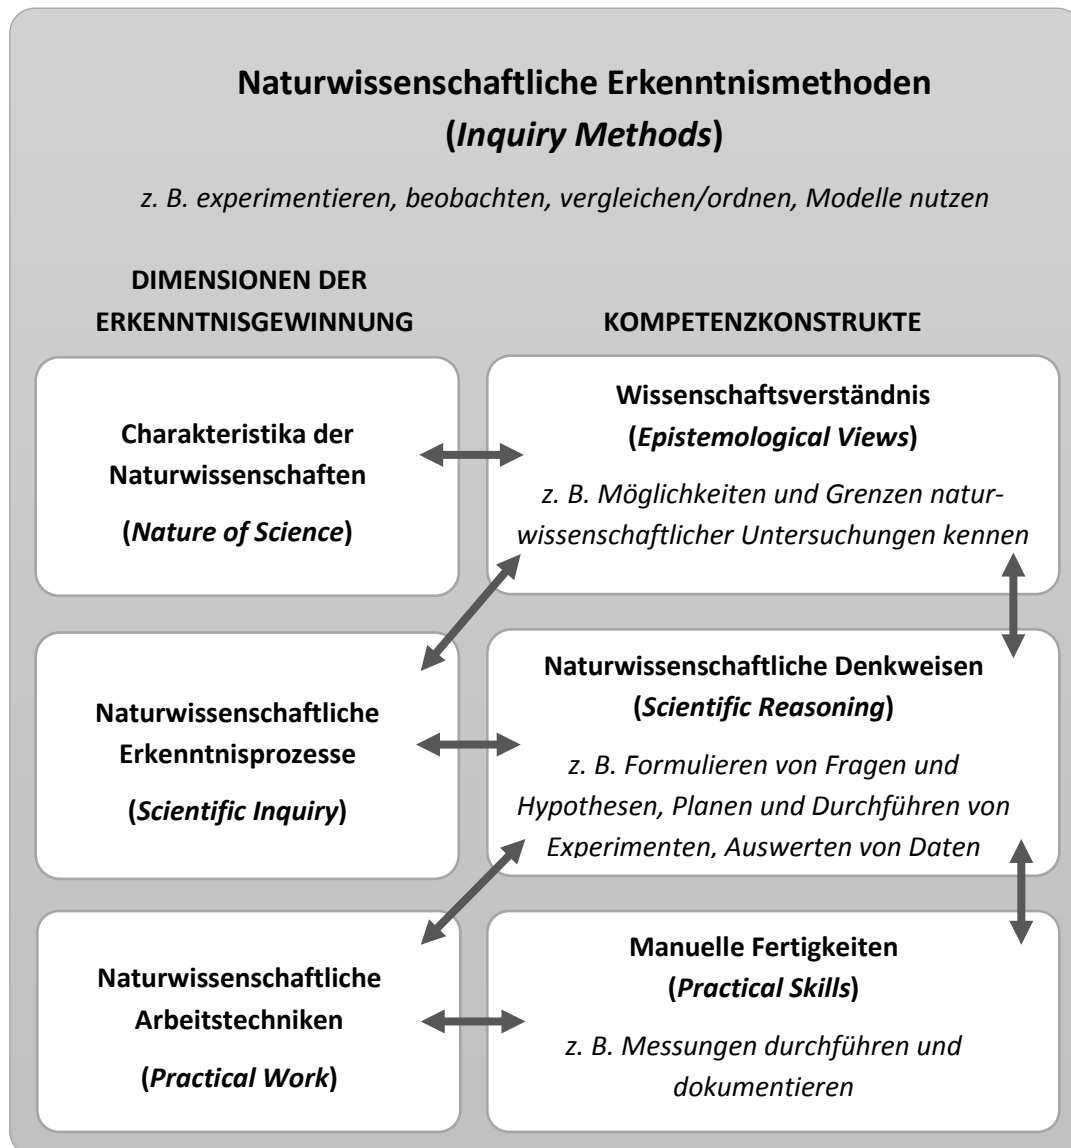 Naturwissenschaftliche Erkenntnismethoden
(Inquiry Methods)
z. B. experimentieren, beobachten, vergleichen/ordnen, Modelle nutzen
DIMENSIONEN DER
ERKENNTNISGEWINNUNG
KOMPETENZKONSTRUKTE
Charakteristika der
Naturwissenschaften
(Nature of Science)
Wissenschaftsverständnis
(Epistemological Views)
z. B. Möglichkeiten und Grenzen natur-
wissenschaftlicher Untersuchungen kennen
Naturwissenschaftliche
Erkenntnisprozesse
(Scientific Inquiry)
Naturwissenschaftliche Denkweisen
(Scientific Reasoning)
z. B. Formulieren von Fragen und
Hypothesen, Planen und Durchführen von
Experimenten, Auswerten von Daten
Naturwissenschaftliche
Arbeitstechniken
(Practical Work)
Manuelle Fertigkeiten
(Practical Skills)
z. B. Messungen durchführen und
dokumentieren